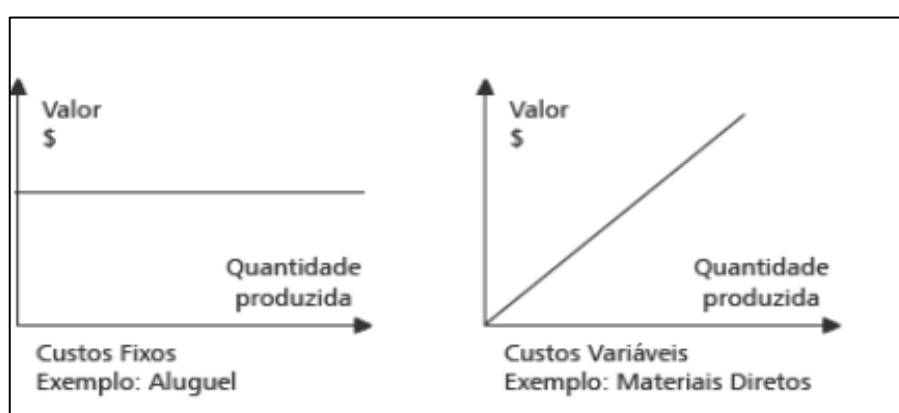 Valor
$
Quantidade
produzida
Custos Fixos
Exemplo: Aluguel
Valor
$
Quantidade
produzida
Custos Variáveis
Exemplo: Materiais Diretos